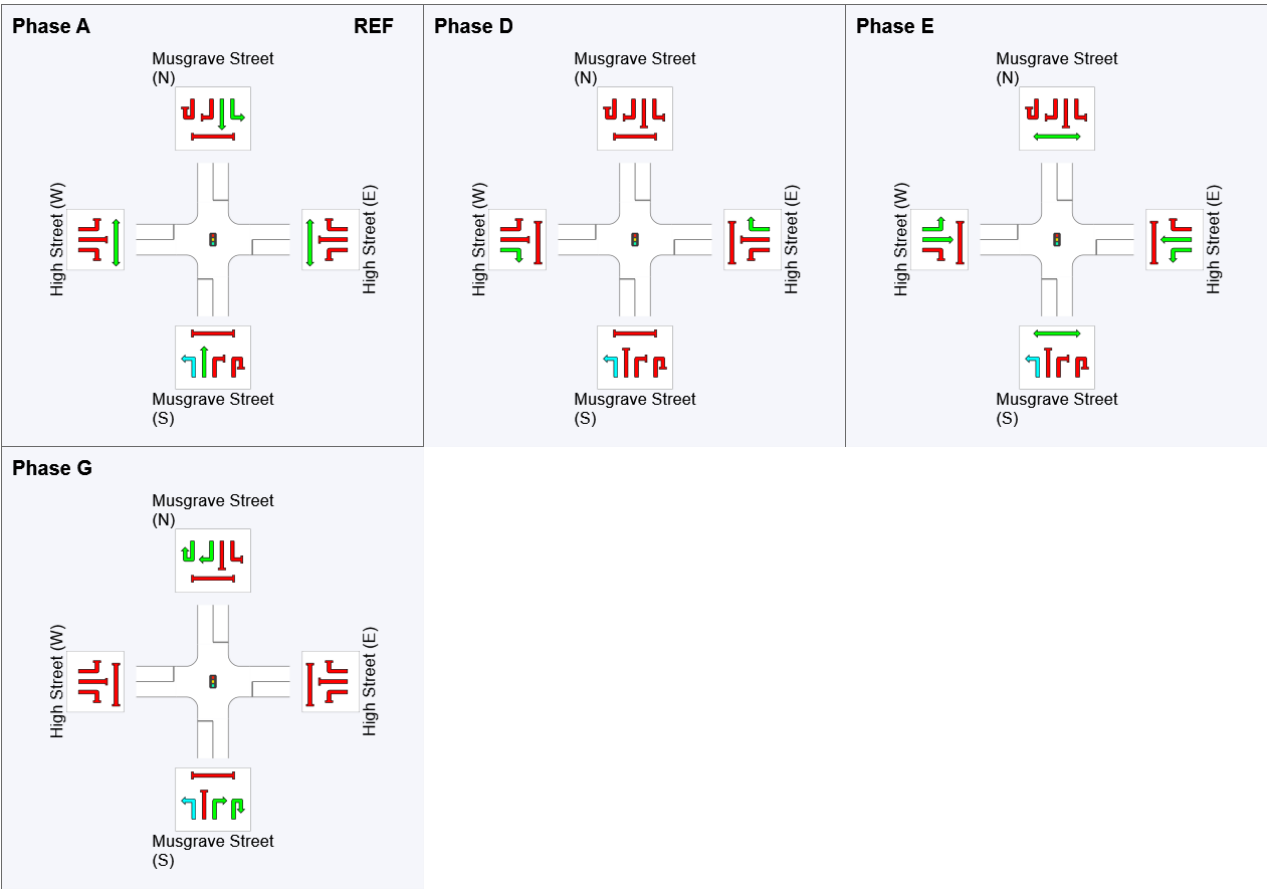 Phase A
REF
Musgrave Street
(N)
High Street (W)
High Street (E)
Musgrave Street
(S)
Phase D
Musgrave Street
(N)
High Street (W)
High Street (E)
Musgrave Street
(S)
Phase E
Musgrave Street
(N)
High Street (W)
High Street (E)
Musgrave Street
(S)
Phase G
Musgrave Street
(N)
High Street (W)
High Street (E)
Musgrave Street
(S)